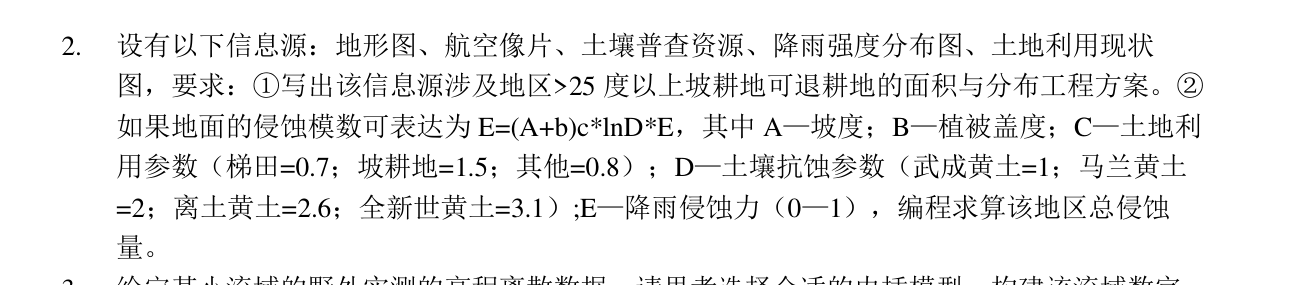 2. 设有以下信息源：地形图、航空像片、土壤普查资源、降雨强度分布图、土地利用现状
图，要求：①写出该信息源涉及地区>25 度以上坡耕地可退耕地的面积与分布工程方案。②
如果地面的侵蚀模数可表达为 E=(A+b)c*lnD*E，其中 A—坡度；B—植被盖度；C—土地利
用参数（梯田=0.7；坡耕地=1.5；其他=0.8）；D—土壤抗蚀参数（武成黄土=1；马兰黄土
=2；离土黄土=2.6；全新世黄土=3.1）;E—降雨侵蚀力（0—1），编程求算该地区总侵蚀
量。